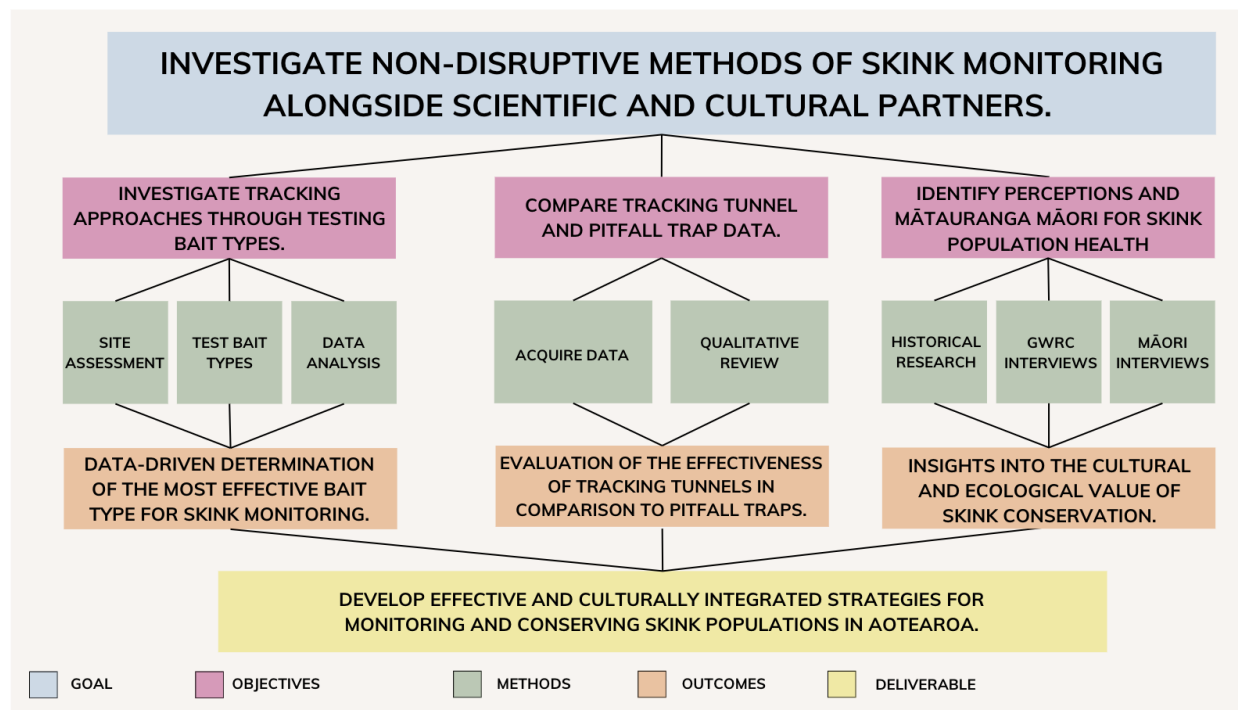 INVESTIGATE NON-DISRUPTIVE METHODS OF SKINK MONITORING
ALONGSIDE SCIENTIFIC AND CULTURAL PARTNERS.
INVESTIGATE TRACKING
APPROACHES THROUGH TESTING
BAIT TYPES.
COMPARE TRACKING TUNNEL
AND PITFALL TRAP DATA.
IDENTIFY PERCEPTIONS AND
MĀTAURANGA MĀORI FOR SKINK
POPULATION HEALTH
SITE
ASSESSMENT
TEST BAIT
TYPES
DATA
ANALYSIS
ACQUIRE DATA
QUALITATIVE
REVIEW
HISTORICAL
RESEARCH
GWRC
INTERVIEWS
MĀORI
INTERVIEWS
DATA-DRIVEN DETERMINATION
OF THE MOST EFFECTIVE BAIT
TYPE FOR SKINK MONITORING.
EVALUATION OF THE EFFECTIVENESS
OF TRACKING TUNNELS IN
COMPARISON TO PITFALL TRAPS.
INSIGHTS INTO THE CULTURAL
AND ECOLOGICAL VALUE OF
SKINK CONSERVATION.
DEVELOP EFFECTIVE AND CULTURALLY INTEGRATED STRATEGIES FOR
MONITORING AND CONSERVING SKINK POPULATIONS IN AOTEAROA.
GOAL
OBJECTIVES
METHODS
OUTCOMES
DELIVERABLE